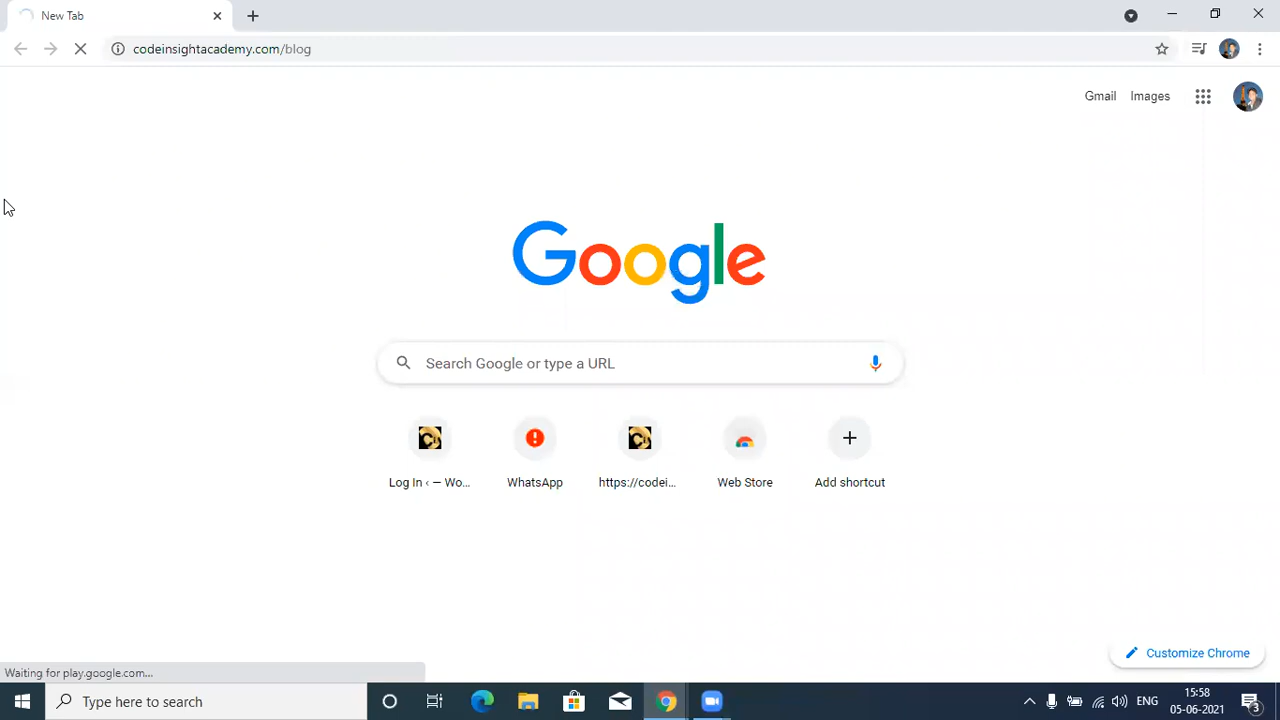 New Tab
codeinsightacademy.com/blog
Gmail Images
Google
Search Google or type a URL
Log In ‹ — Wo... WhatsApp https://codei... Web Store Add shortcut
Customize Chrome
Waiting for play.google.com...
Type here to search
ENG
15:58
05-06-2021
3